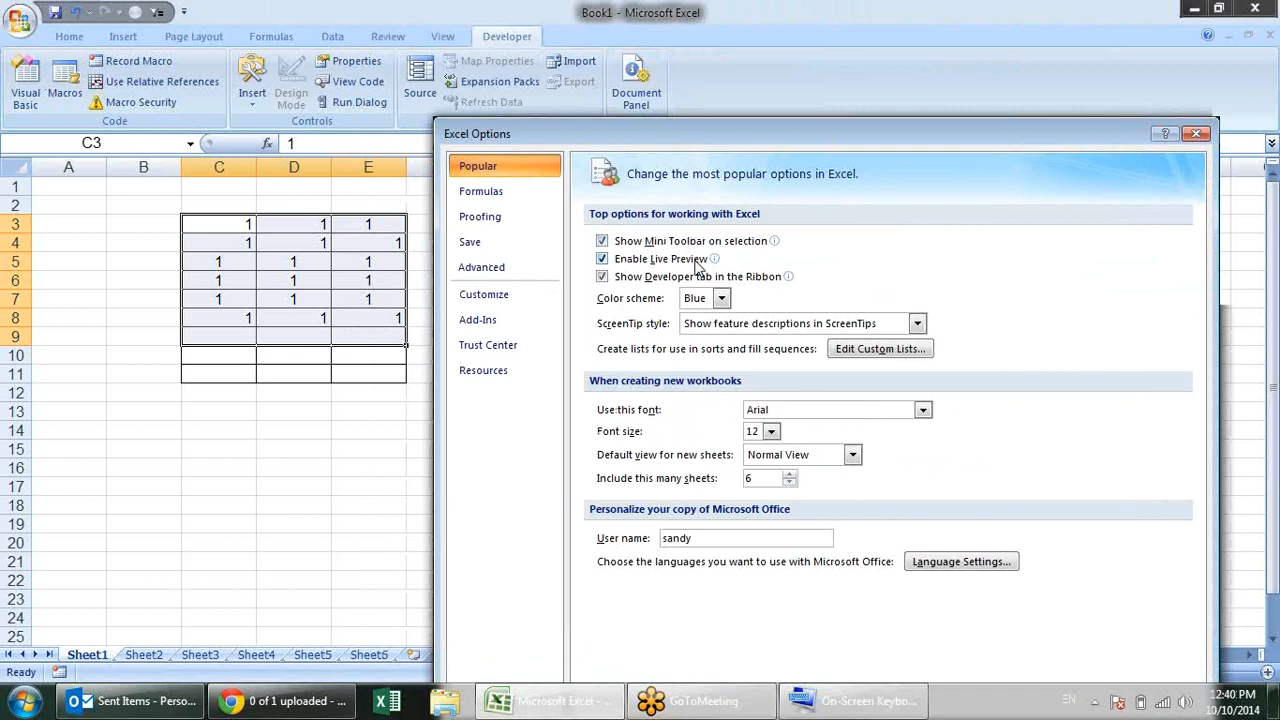 Book1 - Microsoft Excel
Home Insert Page Layout Formulas Data Review View Developer
Visual Basic
Macros
Record Macro
Use Relative References
Macro Security
Code
Insert
Design Mode
Properties
View Code
Run Dialog
Controls
Source
Map Properties
Expansion Packs
Refresh Data
Import
Export
Document Panel
C3 fx 1
A B C D E
1
2
3 1 1 1
4 1 1 1
5 1 1 1
6 1 1 1
7 1 1 1
8 1 1 1
9
10
11
12
13
14
15
16
17
18
19
20
21
22
23
24
25
Excel Options
Popular
Formulas
Proofing
Save
Advanced
Customize
Add-Ins
Trust Center
Resources
Change the most popular options in Excel.
Top options for working with Excel
Show Mini Toolbar on selection
Enable Live Preview
Show Developer tab in the Ribbon
Color scheme: Blue
ScreenTip style: Show feature descriptions in ScreenTips
Create lists for use in sorts and fill sequences: Edit Custom Lists...
When creating new workbooks
Use this font: Arial
Font size: 12
Default view for new sheets: Normal View
Include this many sheets: 6
Personalize your copy of Microsoft Office
User name: sandy
Choose the languages you want to use with Microsoft Office: Language Settings...
Sheet1 Sheet2 Sheet3 Sheet4 Sheet5 Sheet6
Ready
Sent Items - Perso...
0 of 1 uploaded - ...
Microsoft Excel - ...
GoToMeeting
On-Screen Keybo...
EN
12:40 PM
10/10/2014